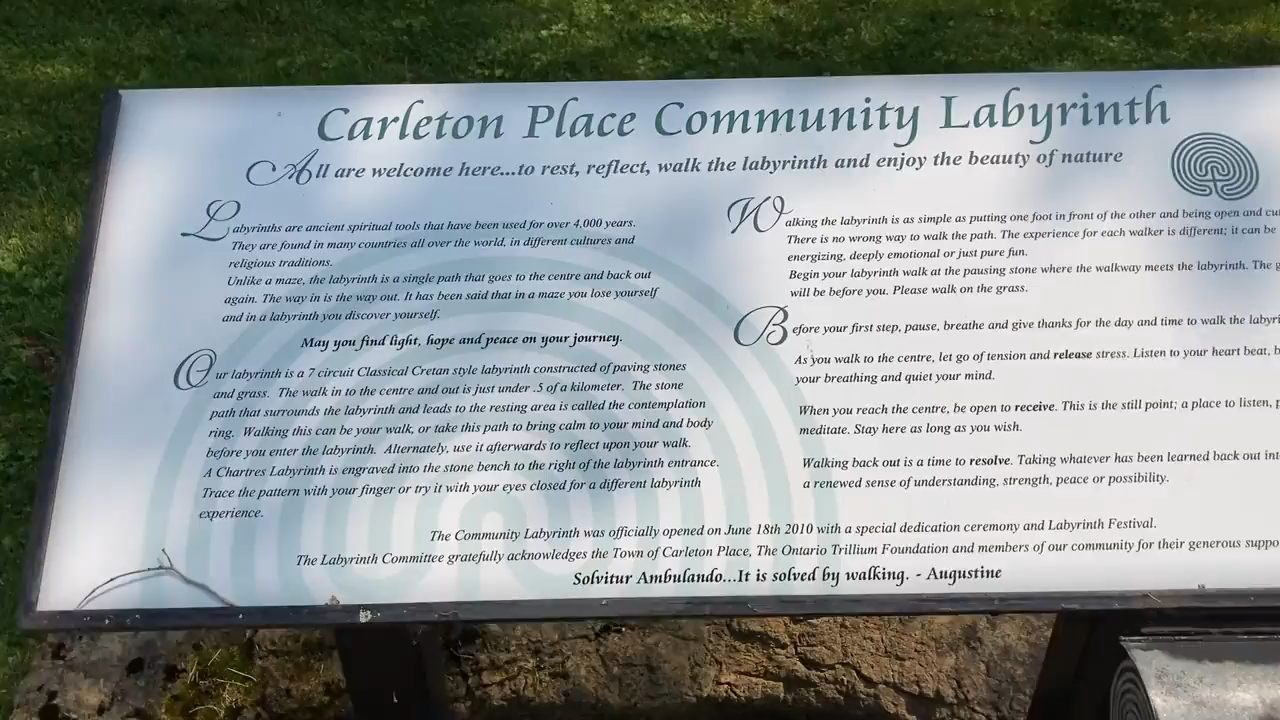 Carleton Place Community Labyrinth
All are welcome here...to rest, reflect, walk the labyrinth and enjoy the beauty of nature
Labyrinths are ancient spiritual tools that have been used for over 4,000 years.
They are found in many countries all over the world, in different cultures and
religious traditions.
Unlike a maze, the labyrinth is a single path that goes to the centre and back out
again. The way in is the way out. It has been said that in a maze you lose yourself
and in a labyrinth you discover yourself.
May you find light, hope and peace on your journey.
Our labyrinth is a 7 circuit Classical Cretan style labyrinth constructed of paving stones
and grass. The walk in to the centre and out is just under .5 of a kilometer. The stone
path that surrounds the labyrinth and leads to the resting area is called the contemplation
ring. Walking this can be your walk, or take this path to bring calm to your mind and body
before you enter the labyrinth. Alternately, use it afterwards to reflect upon your walk.
A Chartres Labyrinth is engraved into the stone bench to the right of the labyrinth entrance.
Trace the pattern with your finger or try it with your eyes closed for a different labyrinth
experience.
Walking the labyrinth is as simple as putting one foot in front of the other and being open and
There is no wrong way to walk the path. The experience for each walker is different; it can be
energizing, deeply emotional or just pure fun.
Begin your labyrinth walk at the pausing stone where the walkway meets the labyrinth. The
will be before you. Please walk on the grass.
Before your first step, pause, breathe and give thanks for the day and time to walk the
As you walk to the centre, let go of tension and release stress. Listen to your heart beat,
your breathing and quiet your mind.
When you reach the centre, be open to receive. This is the still point; a place to listen,
meditate. Stay here as long as you wish.
Walking back out is a time to resolve. Taking whatever has been learned back out
a renewed sense of understanding, strength, peace or possibility.
The Community Labyrinth was officially opened on June 18th 2010 with a special dedication ceremony and Labyrinth Festival.
The Labyrinth Committee gratefully acknowledges the Town of Carleton Place, The Ontario Trillium Foundation and members of our community for their generous
Solvitur Ambulando...It is solved by walking. - Augustine